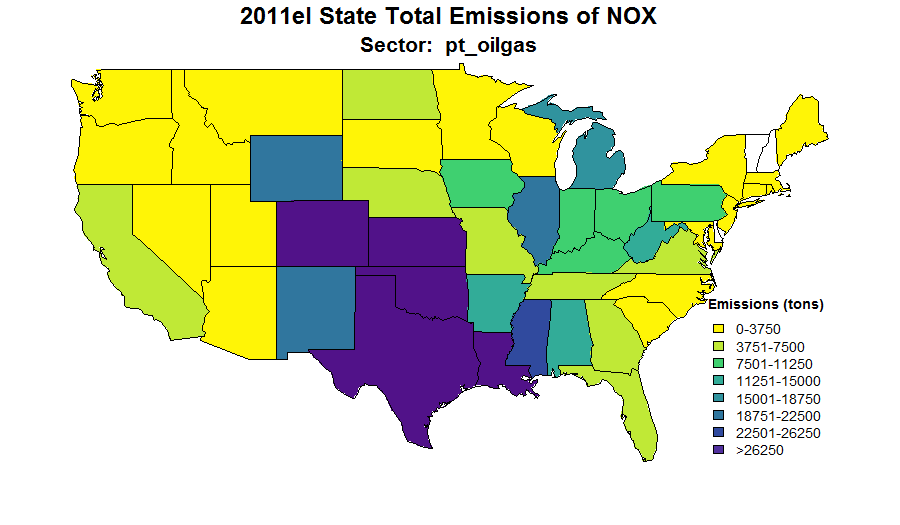 2011el State Total Emissions of NOX
Sector: pt_oilgas
Emissions (tons)
0-3750
3751-7500
7501-11250
11251-15000
15001-18750
18751-22500
22501-26250
>26250